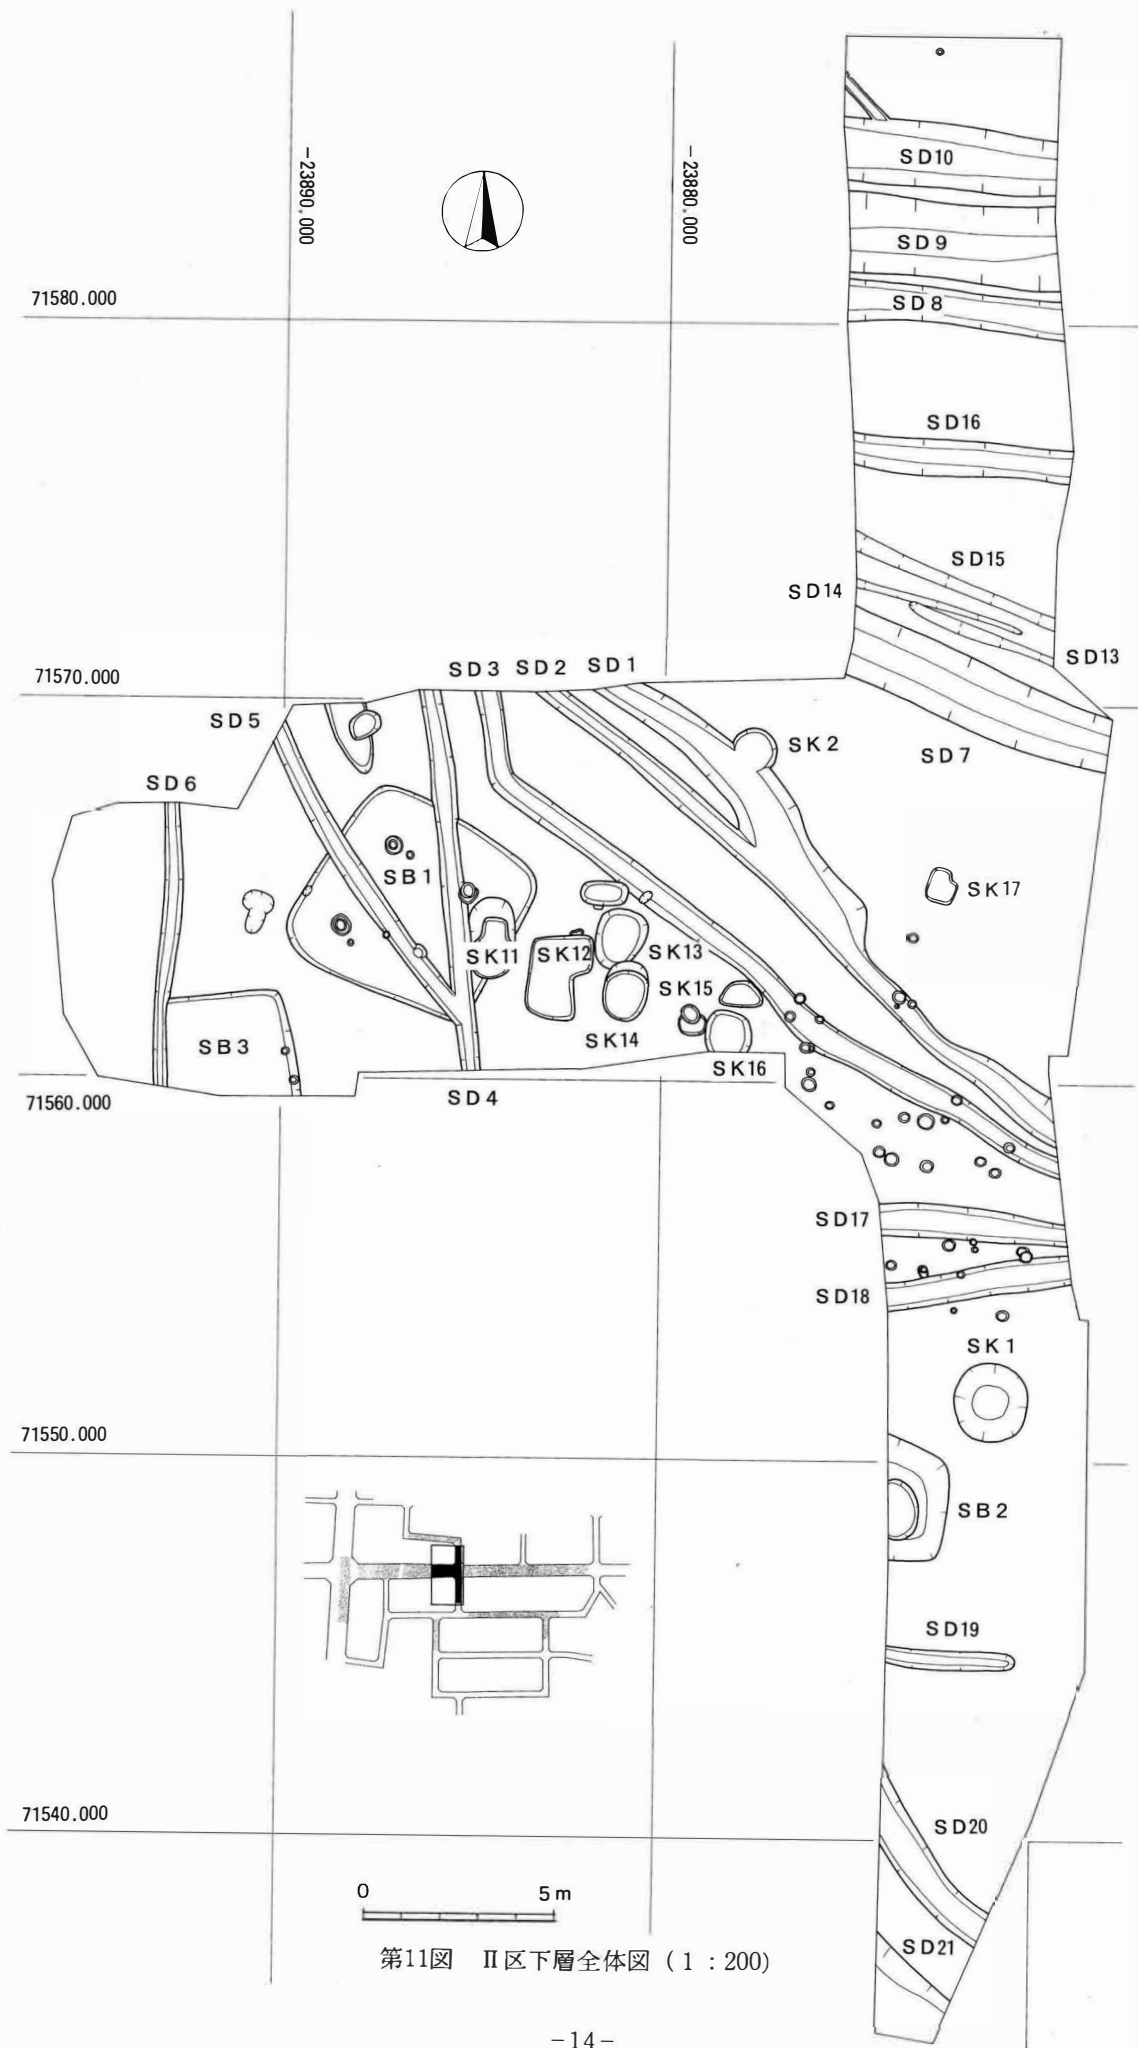 -23890.000
-23880.000
SD10
SD9
71580.000
SD8
SD16
SD15
SD14
SD13
71570.000
SD3 SD2 SD1
SD5
SK2
SD7
SD6
SB1
SK17
SK11
SK12
SK13
SK15
SK14
SB3
SK16
71560.000
SD4
SD17
SD18
SK1
71550.000
SB2
SD19
71540.000
SD20
0 5m
SD21
第11図 Ⅱ区下層全体図(1:200)
-14-